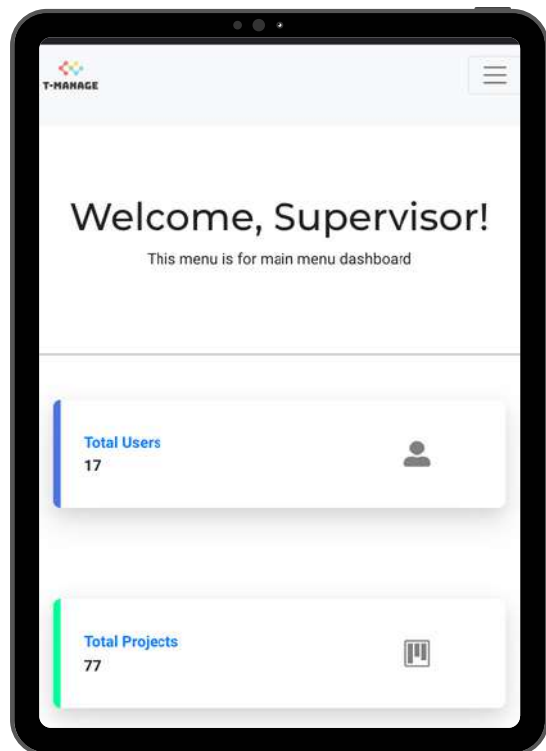 T-MANAGE
Welcome, Supervisor!
This menu is for main menu dashboard
Total Users
17
Total Projects
77